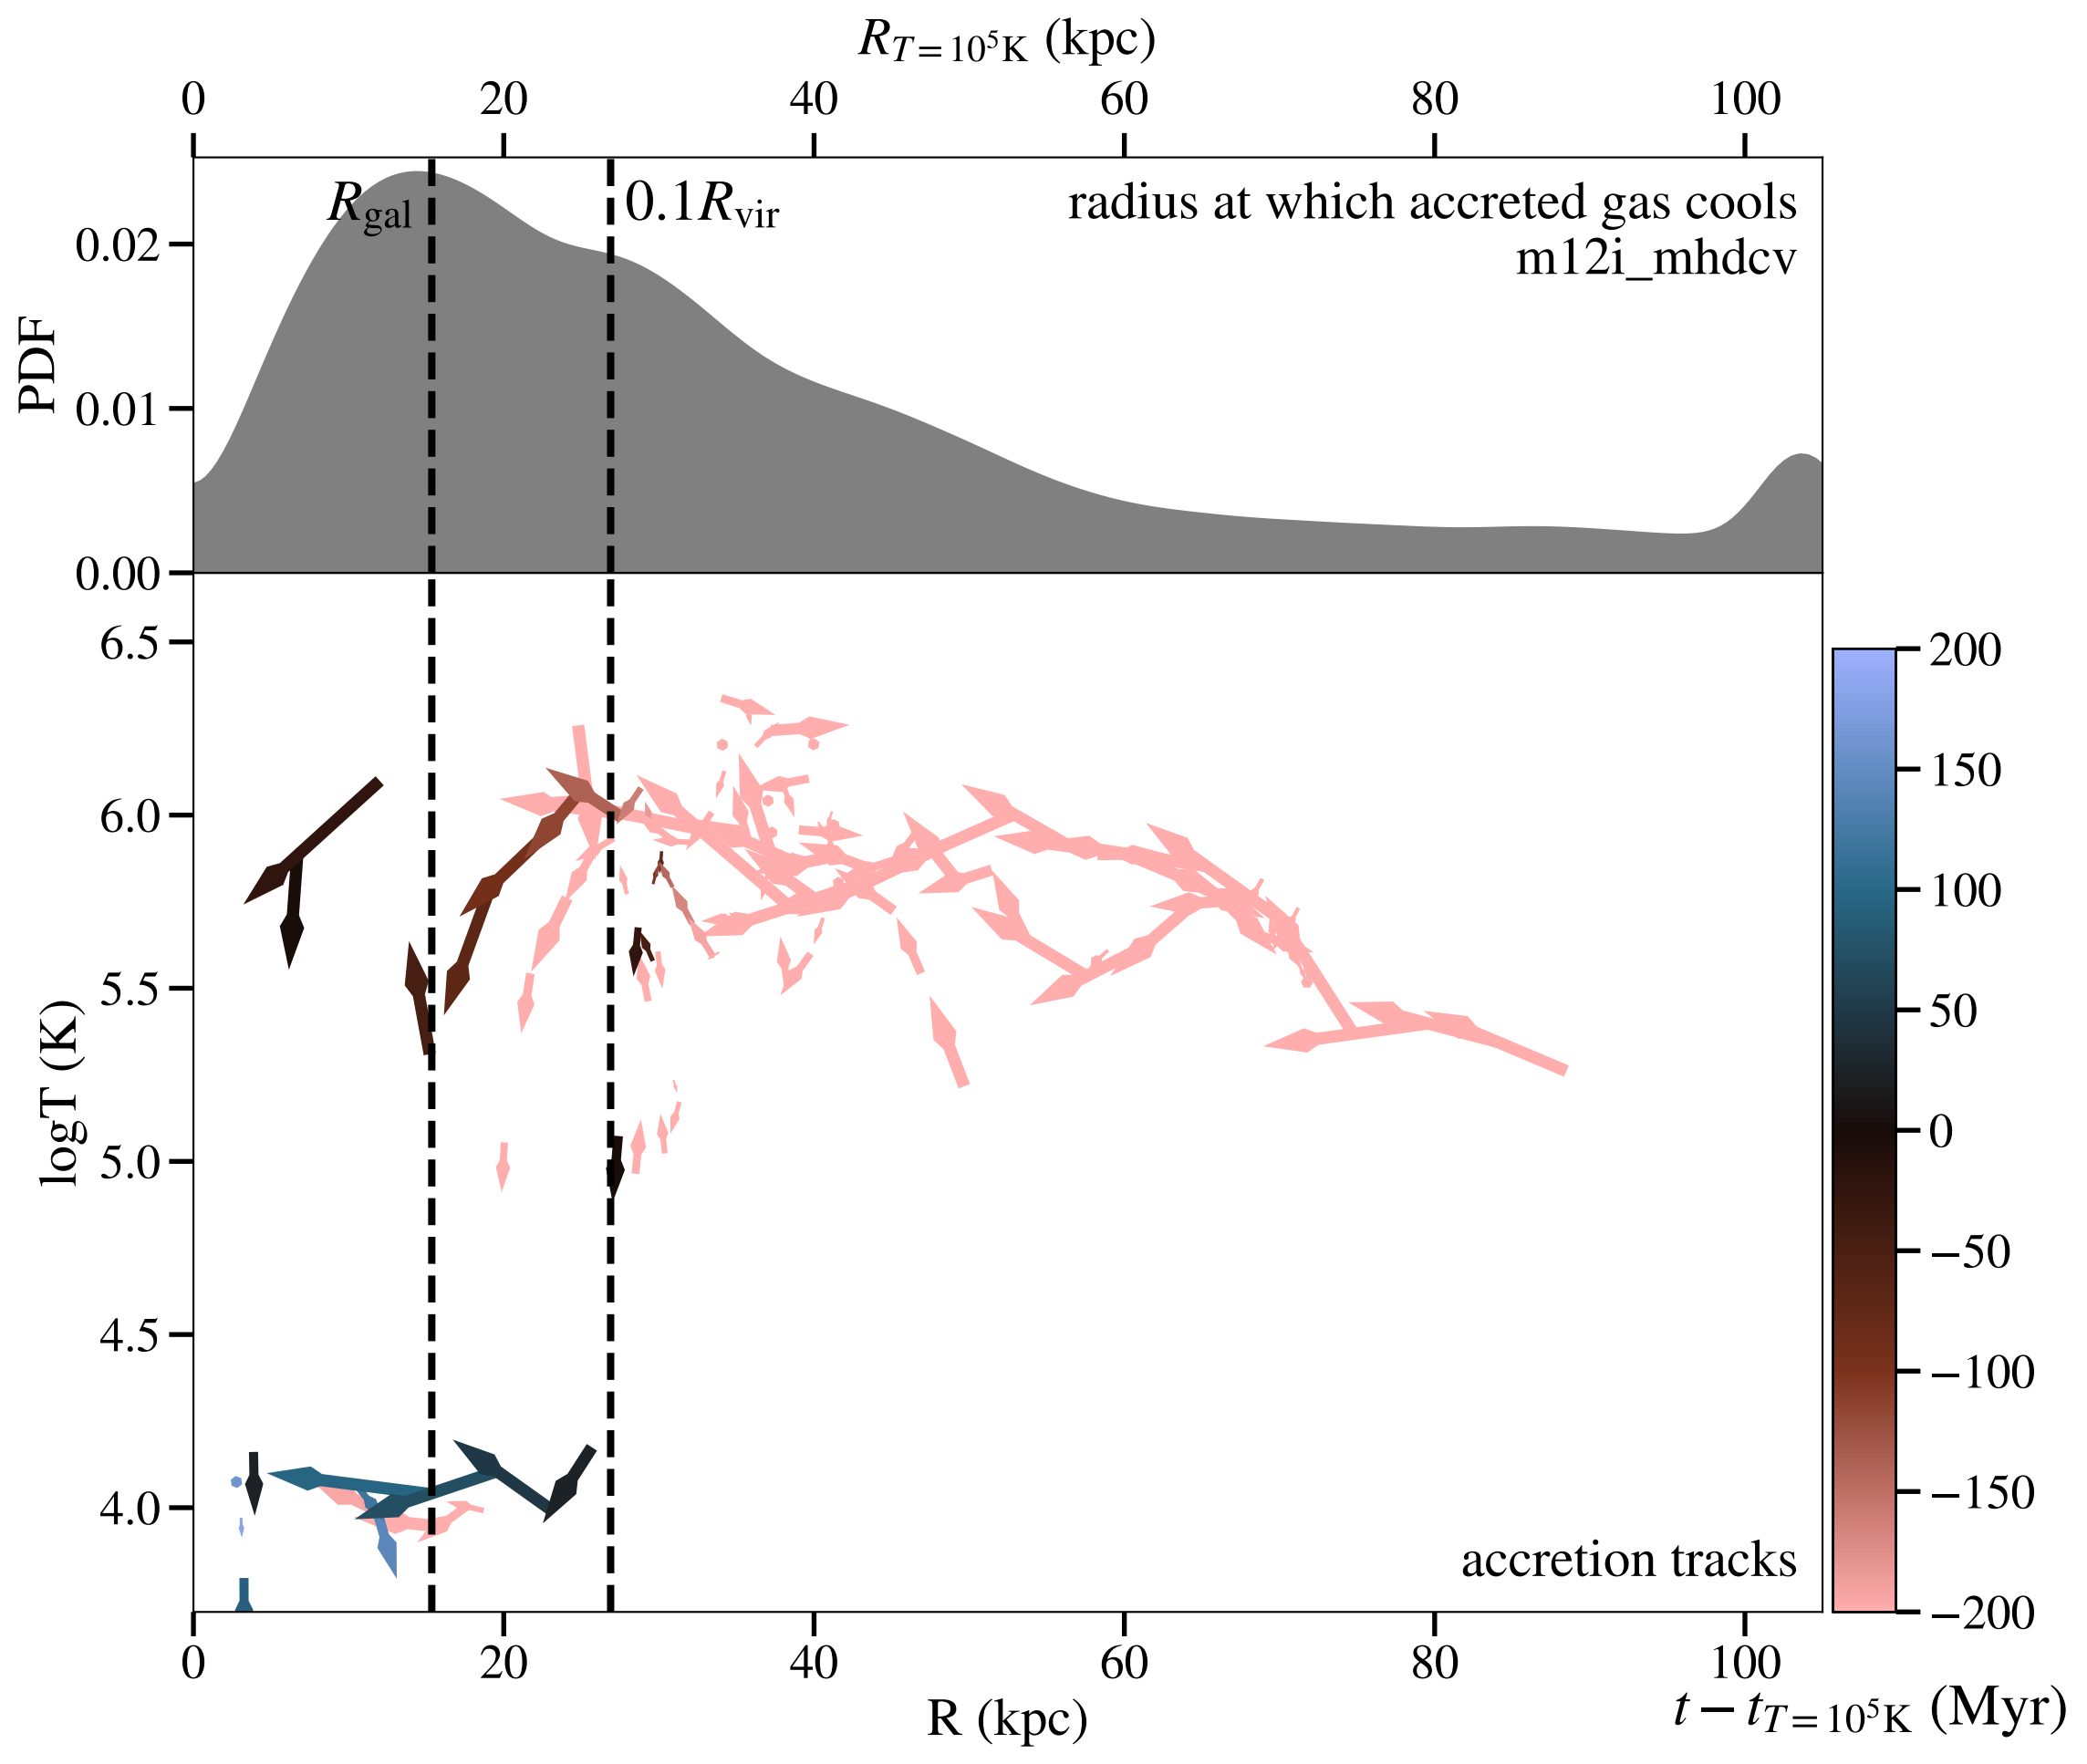 R_{T=10^5K} (kpc)
0 20 40 60 80 100
R_gal 0.1R_vir radius at which accreted gas cools
m12i_mhdcv
PDF
0.02
0.01
0.00
6.5
6.0
5.5
5.0
4.5
4.0
logT (K)
200
150
100
50
0
−50
−100
−150
−200
accretion tracks
0 20 40 60 80 100
R (kpc)
t − t_{T=10^5K} (Myr)